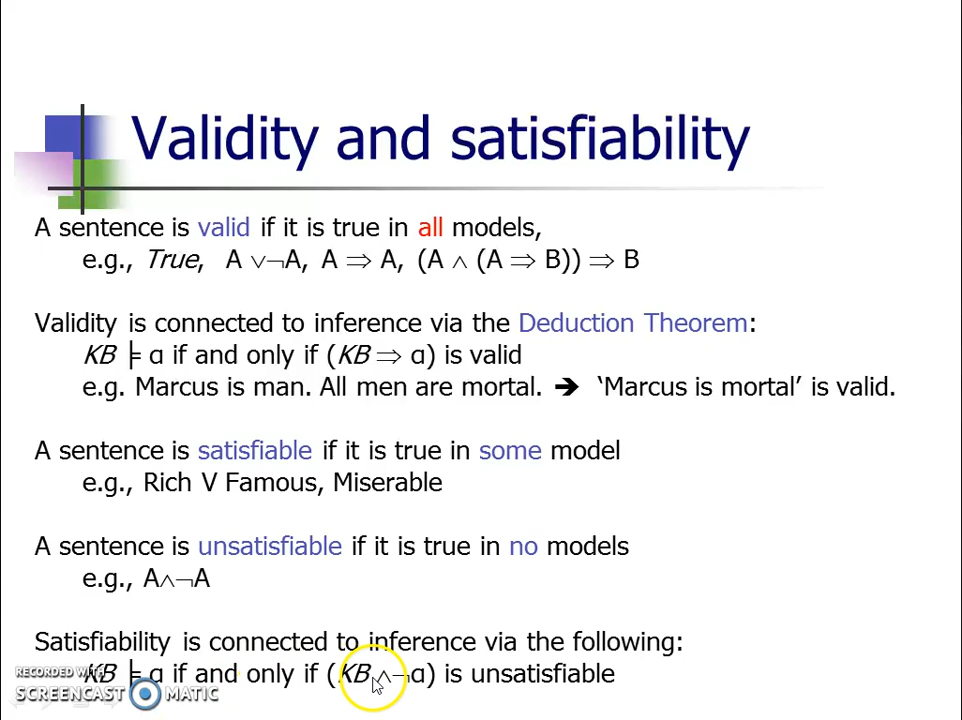 Validity and satisfiability
A sentence is valid if it is true in all models,
e.g., True, A ∨¬A, A ⇒ A, (A ∧ (A ⇒ B)) ⇒ B
Validity is connected to inference via the Deduction Theorem:
KB ╞ α if and only if (KB ⇒ α) is valid
e.g. Marcus is man. All men are mortal. ➔ ‘Marcus is mortal’ is valid.
A sentence is satisfiable if it is true in some model
e.g., Rich V Famous, Miserable
A sentence is unsatisfiable if it is true in no models
e.g., A∧¬A
Satisfiability is connected to inference via the following:
KB ╞ α if and only if (KB ∧¬α) is unsatisfiable
RECORDED WITH
SCREENCAST MATIC